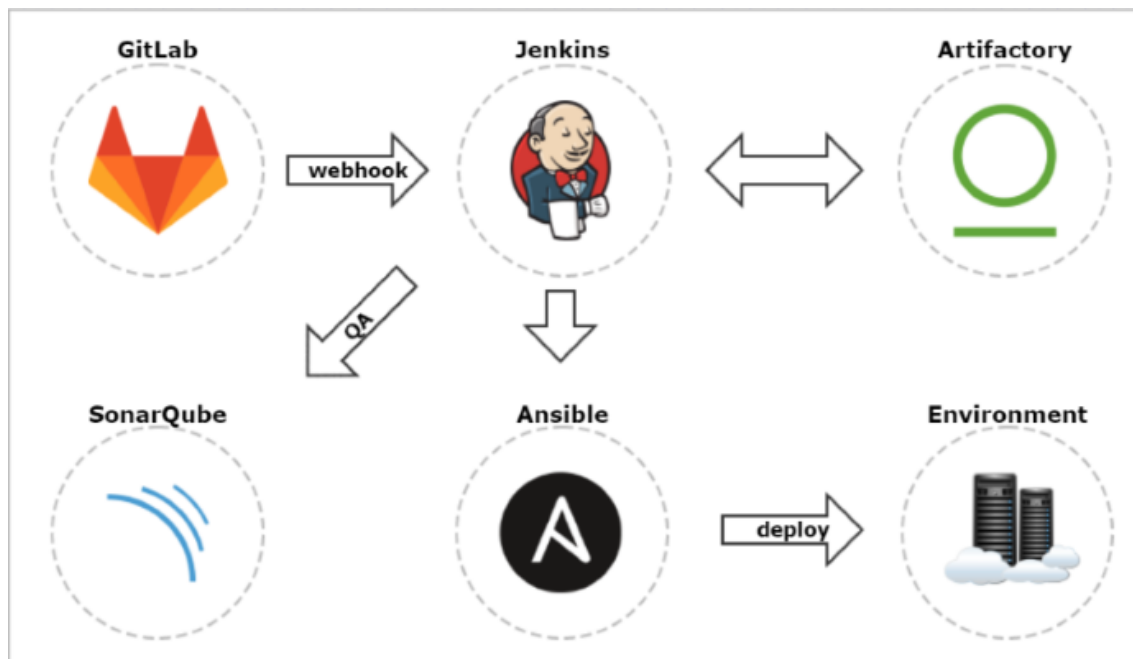 GitLab
Jenkins
Artifactory
webhook
QA
SonarQube
Ansible
Environment
deploy